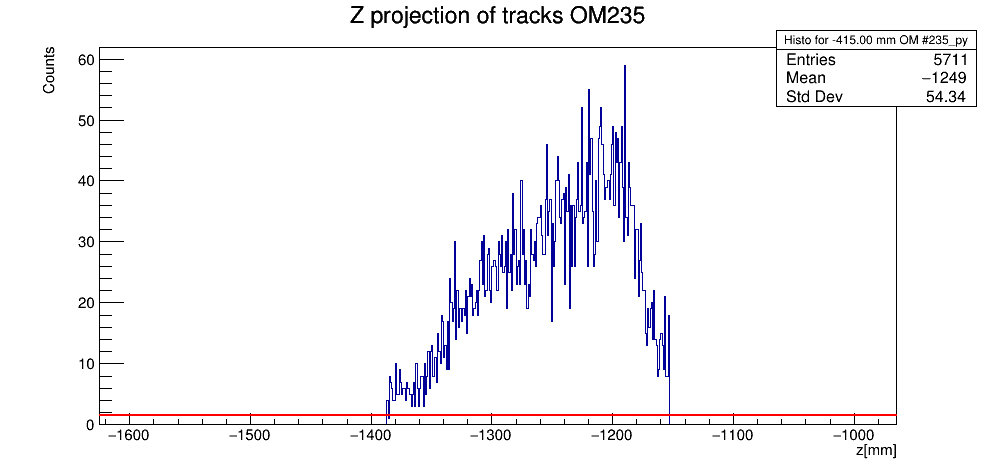 Z projection of tracks OM235
Histo for -415.00 mm OM #235_py
Entries 5711
Mean −1249
Std Dev 54.34
Counts
60
50
40
30
20
10
0
−1600 −1500 −1400 −1300 −1200 −1100 −1000
z[mm]